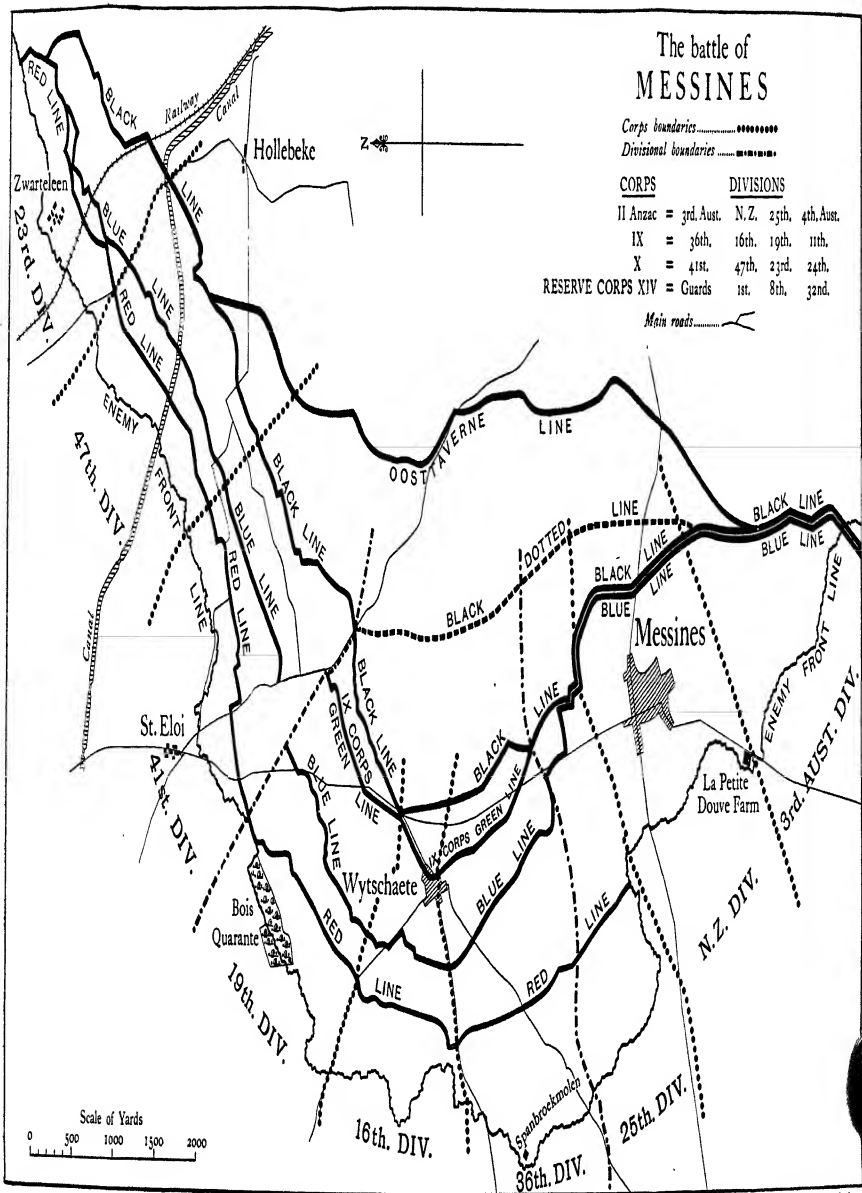 The battle of
MESSINES
Corps boundaries
Divisional boundaries
CORPS DIVISIONS
II Anzac = 3rd. Aust. N.Z. 25th. 4th. Aust.
IX = 36th. 16th. 19th. 11th.
X = 41st. 47th. 23rd. 24th.
RESERVE CORPS XIV = Guards 1st. 8th. 32nd.
Main roads
N
RED LINE
BLACK LINE
Railway
Canal
Hollebeke
Zwarteleen
23rd. DIV.
BLUE LINE
RED LINE
ENEMY FRONT LINE
47th. DIV.
OOSTTAVERNE LINE
BLACK LINE
BLUE LINE
RED LINE
Canal
BLACK DOTTED LINE
BLACK LINE
BLUE LINE
BLACK LINE
BLUE LINE
Messines
ENEMY FRONT LINE
St. Eloi
41st. DIV.
IX CORPS
GREEN LINE
BLACK LINE
BLACK LINE
IX CORPS GREEN LINE
La Petite
Douve Farm
3rd. AUST. DIV.
BLUE LINE
Wytschaete
BLUE LINE
Bois
Quarante
RED LINE
RED LINE
N.Z. DIV.
19th. DIV.
Scale of Yards
0 500 1000 1500 2000
16th. DIV.
Spanbroekmolen
36th. DIV.
25th. DIV.